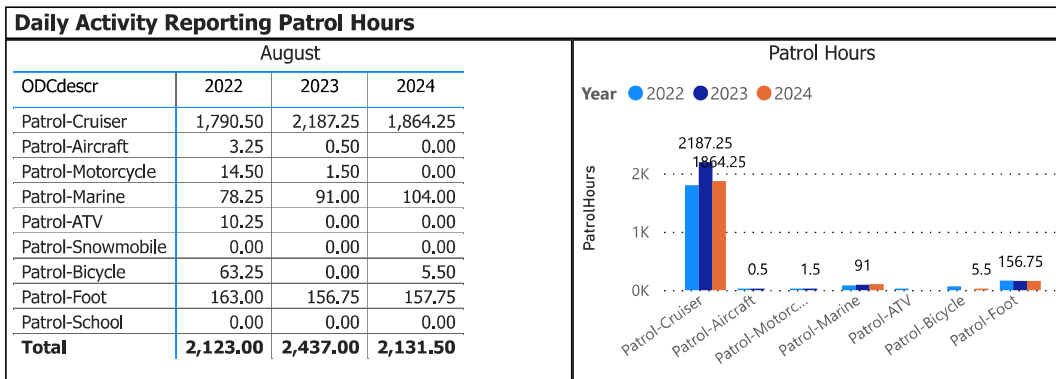 Daily Activity Reporting Patrol Hours
August
ODCdescr 2022 2023 2024
Patrol-Cruiser 1,790.50 2,187.25 1,864.25
Patrol-Aircraft 3.25 0.50 0.00
Patrol-Motorcycle 14.50 1.50 0.00
Patrol-Marine 78.25 91.00 104.00
Patrol-ATV 10.25 0.00 0.00
Patrol-Snowmobile 0.00 0.00 0.00
Patrol-Bicycle 63.25 0.00 5.50
Patrol-Foot 163.00 156.75 157.75
Patrol-School 0.00 0.00 0.00
Total 2,123.00 2,437.00 2,131.50
Patrol Hours
Year 2022 2023 2024
PatrolHours
2K
1K
0K
2187.25
1864.25
0.5
1.5
91
5.5
156.75
Patrol-Cruiser
Patrol-Aircraft
Patrol-Motorc...
Patrol-Marine
Patrol-ATV
Patrol-Bicycle
Patrol-Foot